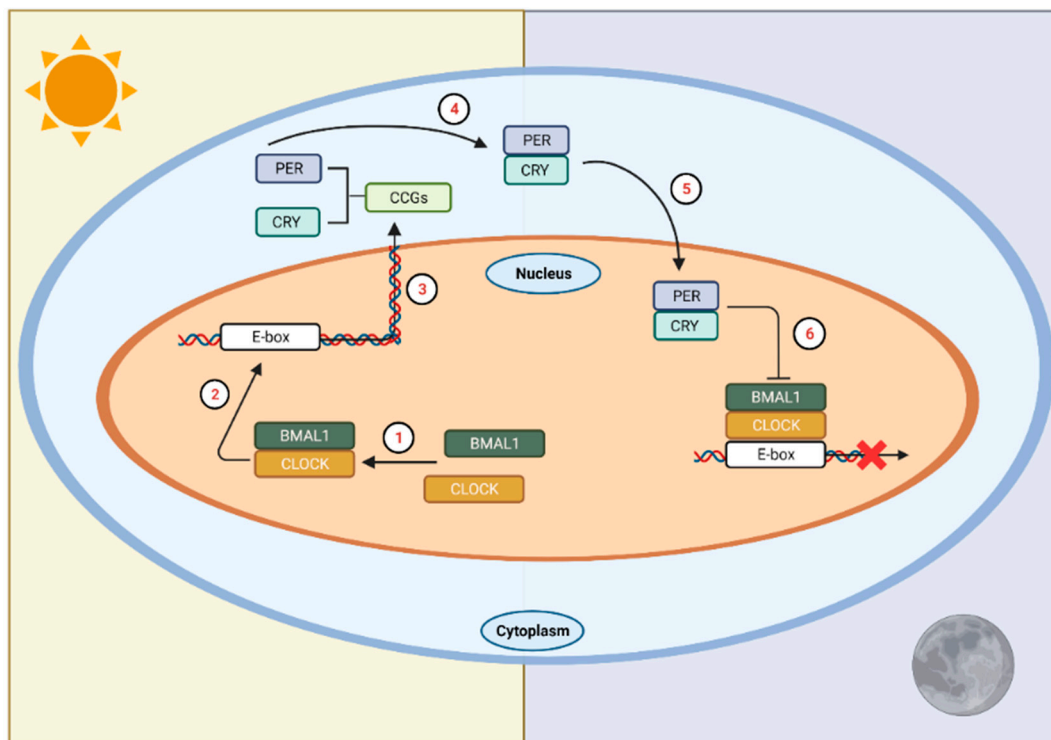 4
PER
CRY
PER
CRY
CCGs
5
Nucleus
3
PER
CRY
E-box
6
2
BMAL1
CLOCK
1
BMAL1
CLOCK
BMAL1
CLOCK
E-box
Cytoplasm